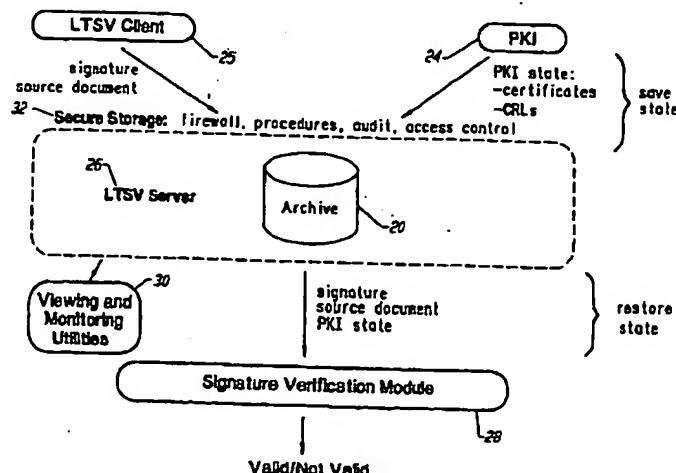 LTSV Client
25
24
PKI
signature
source document
PKI state:
-certificates
-CRLs
save
state
32
Secure Storage: firewall, procedures, audit, access control
26
LTSV Server
Archive
20
30
Viewing and
Monitoring
Utilities
signature
source document
PKI state
restore
state
Signature Verification Module
28
Valid/Not Valid